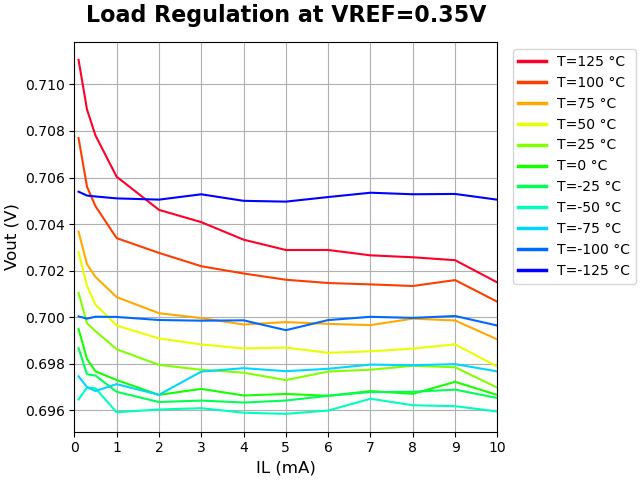 Load Regulation at VREF=0.35V
Vout (V)
0.710
0.708
0.706
0.704
0.702
0.700
0.698
0.696
0 1 2 3 4 5 6 7 8 9 10
IL (mA)
T=125 °C
T=100 °C
T=75 °C
T=50 °C
T=25 °C
T=0 °C
T=-25 °C
T=-50 °C
T=-75 °C
T=-100 °C
T=-125 °C